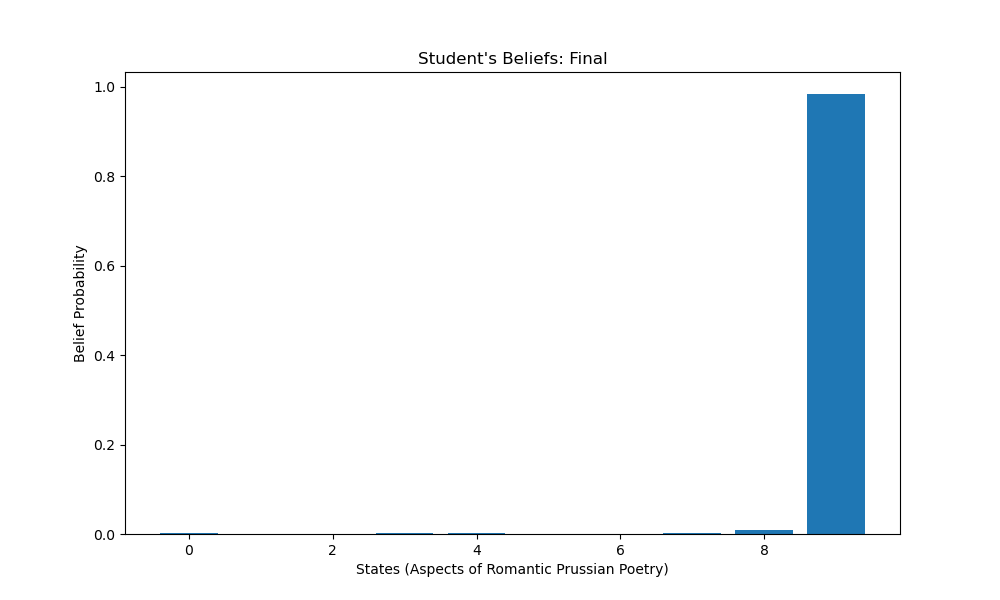 Student's Beliefs: Final
1.0
0.8
0.6
0.4
0.2
0.0
Belief Probability
0 2 4 6 8
States (Aspects of Romantic Prussian Poetry)